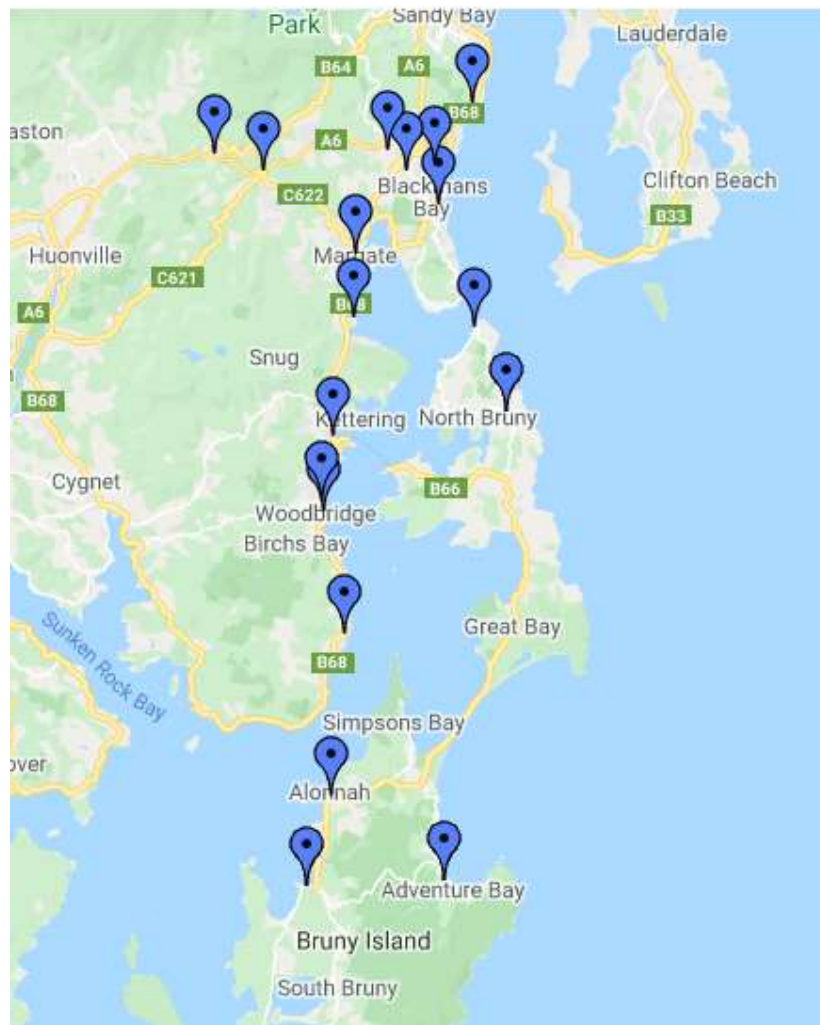 Sandy Bay
Park
Lauderdale
B64
A6
B68
aston
A6
Blackmans
Bay
Clifton Beach
C622
B33
Margate
Huonville
C621
B68
A6
Snug
B68
Kettering
North Bruny
Cygnet
B66
Woodbridge
Birchs Bay
Great Bay
Sunken Rock Bay
B68
Simpsons Bay
over
Alonnah
Adventure Bay
Bruny Island
South Bruny